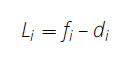 Lᵢ = fᵢ – dᵢ